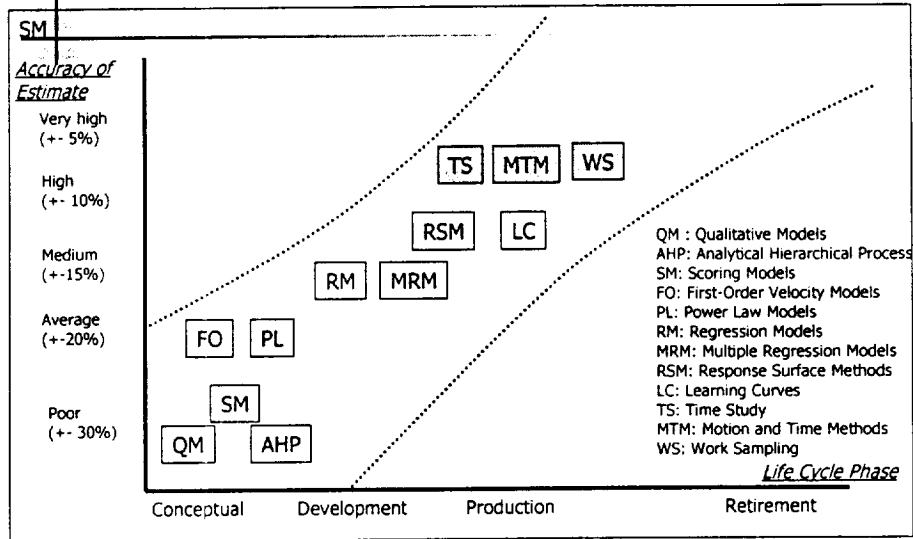 SM
Accuracy of
Estimate
Very high
(+- 5%)
High
(+- 10%)
Medium
(+-15%)
Average
(+-20%)
Poor
(+- 30%)
TS MTM WS
RSM LC
RM MRM
FO PL
SM
QM AHP
QM : Qualitative Models
AHP: Analytical Hierarchical Process
SM: Scoring Models
FO: First-Order Velocity Models
PL: Power Law Models
RM: Regression Models
MRM: Multiple Regression Models
RSM: Response Surface Methods
LC: Learning Curves
TS: Time Study
MTM: Motion and Time Methods
WS: Work Sampling
Life Cycle Phase
Conceptual Development Production Retirement